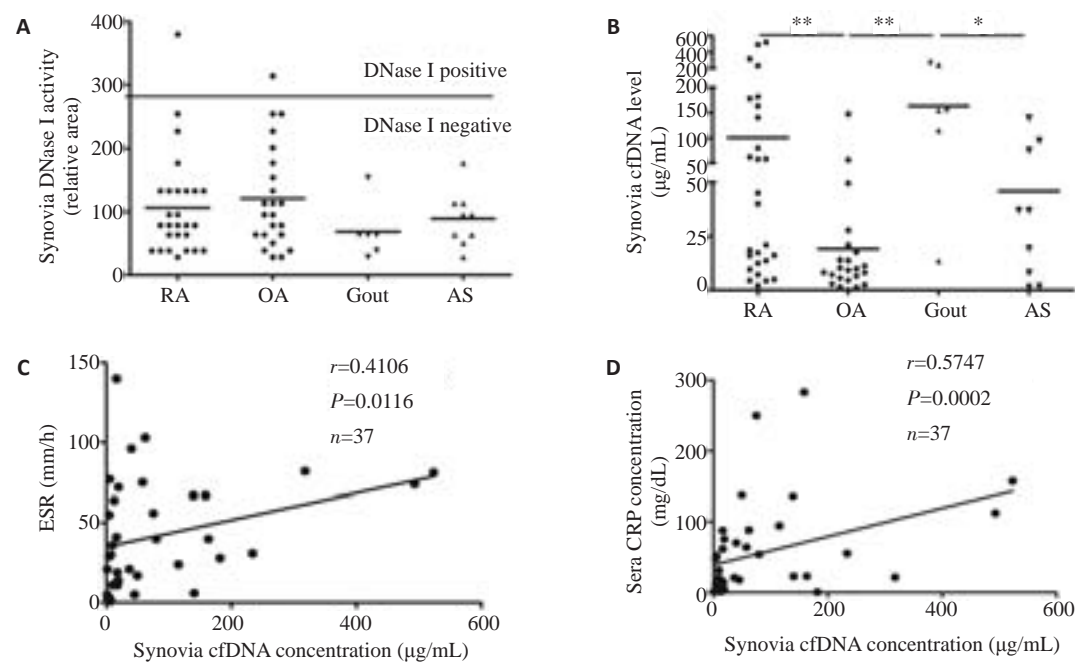 A
Synovia DNase I activity
(relative area)
400
300
200
100
0
DNase I positive
DNase I negative
RA OA Gout AS
B
Synovia cfDNA level
(μg/mL)
600
400
200
200
150
100
50
50
25
0
** ** *
RA OA Gout AS
C
ESR (mm/h)
150
100
50
0
r=0.4106
P=0.0116
n=37
0 200 400 600
Synovia cfDNA concentration (μg/mL)
D
Sera CRP concentration
(mg/dL)
300
200
100
0
r=0.5747
P=0.0002
n=37
0 200 400 600
Synovia cfDNA concentration (μg/mL)